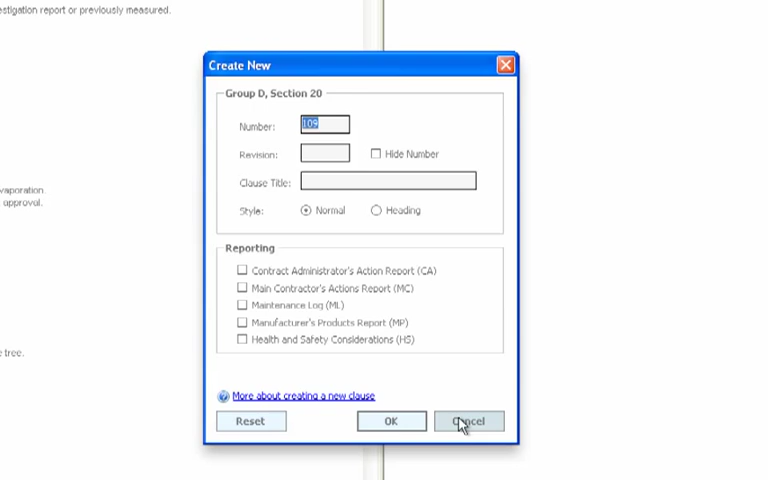 estigation report or previously measured.
Create New
Group D, Section 20
Number: 109
Revision:
Hide Number
Clause Title:
Style: Normal Heading
vaporation.
approval.
Reporting
Contract Administrator's Action Report (CA)
Main Contractor's Actions Report (MC)
Maintenance Log (ML)
Manufacturer's Products Report (MP)
Health and Safety Considerations (HS)
e tree.
More about creating a new clause
Reset OK Cancel